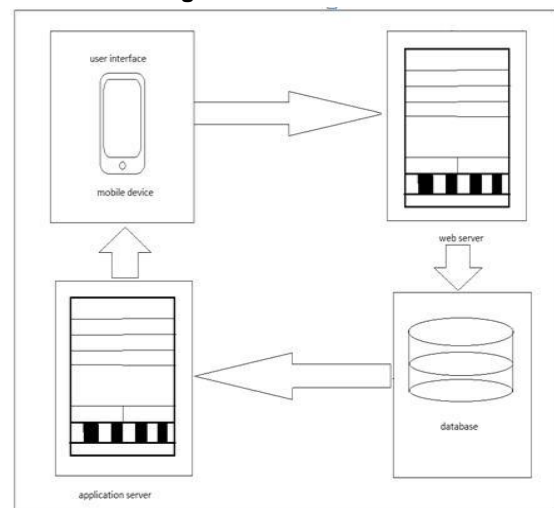 user interface
mobile device
web server
database
application server